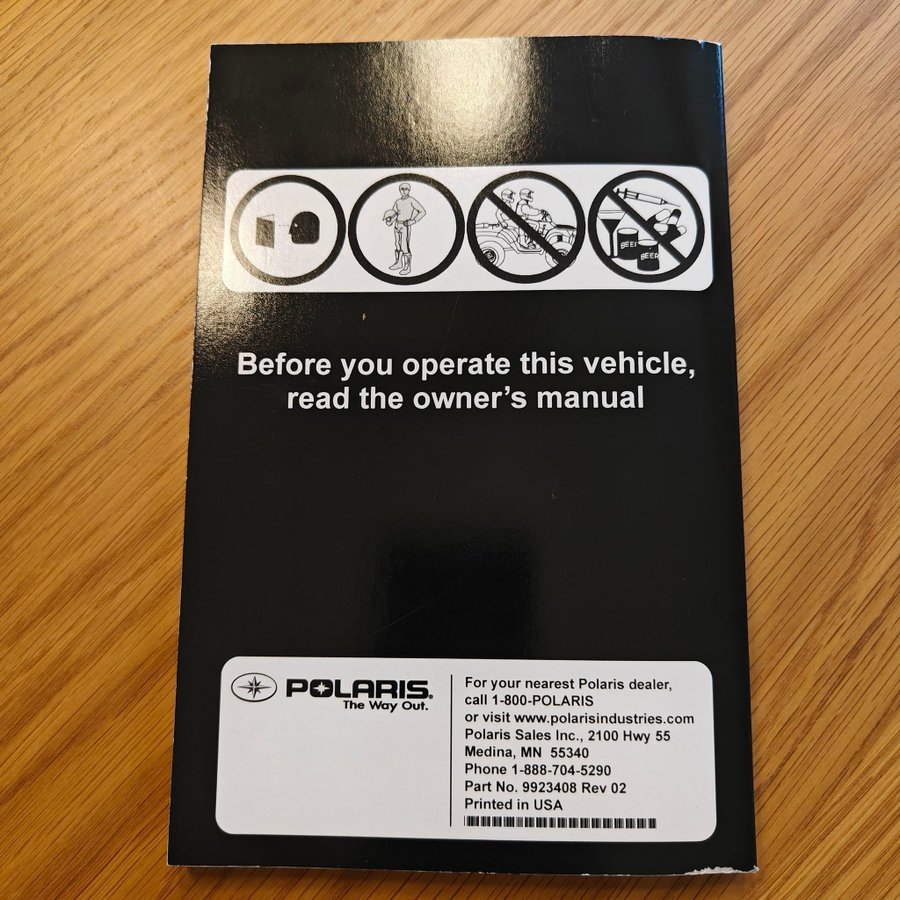 BEER
BEER
Before you operate this vehicle,
read the owner's manual
POLARIS®
The Way Out.
For your nearest Polaris dealer,
call 1-800-POLARIS
or visit www.polarisindustries.com
Polaris Sales Inc., 2100 Hwy 55
Medina, MN 55340
Phone 1-888-704-5290
Part No. 9923408 Rev 02
Printed in USA